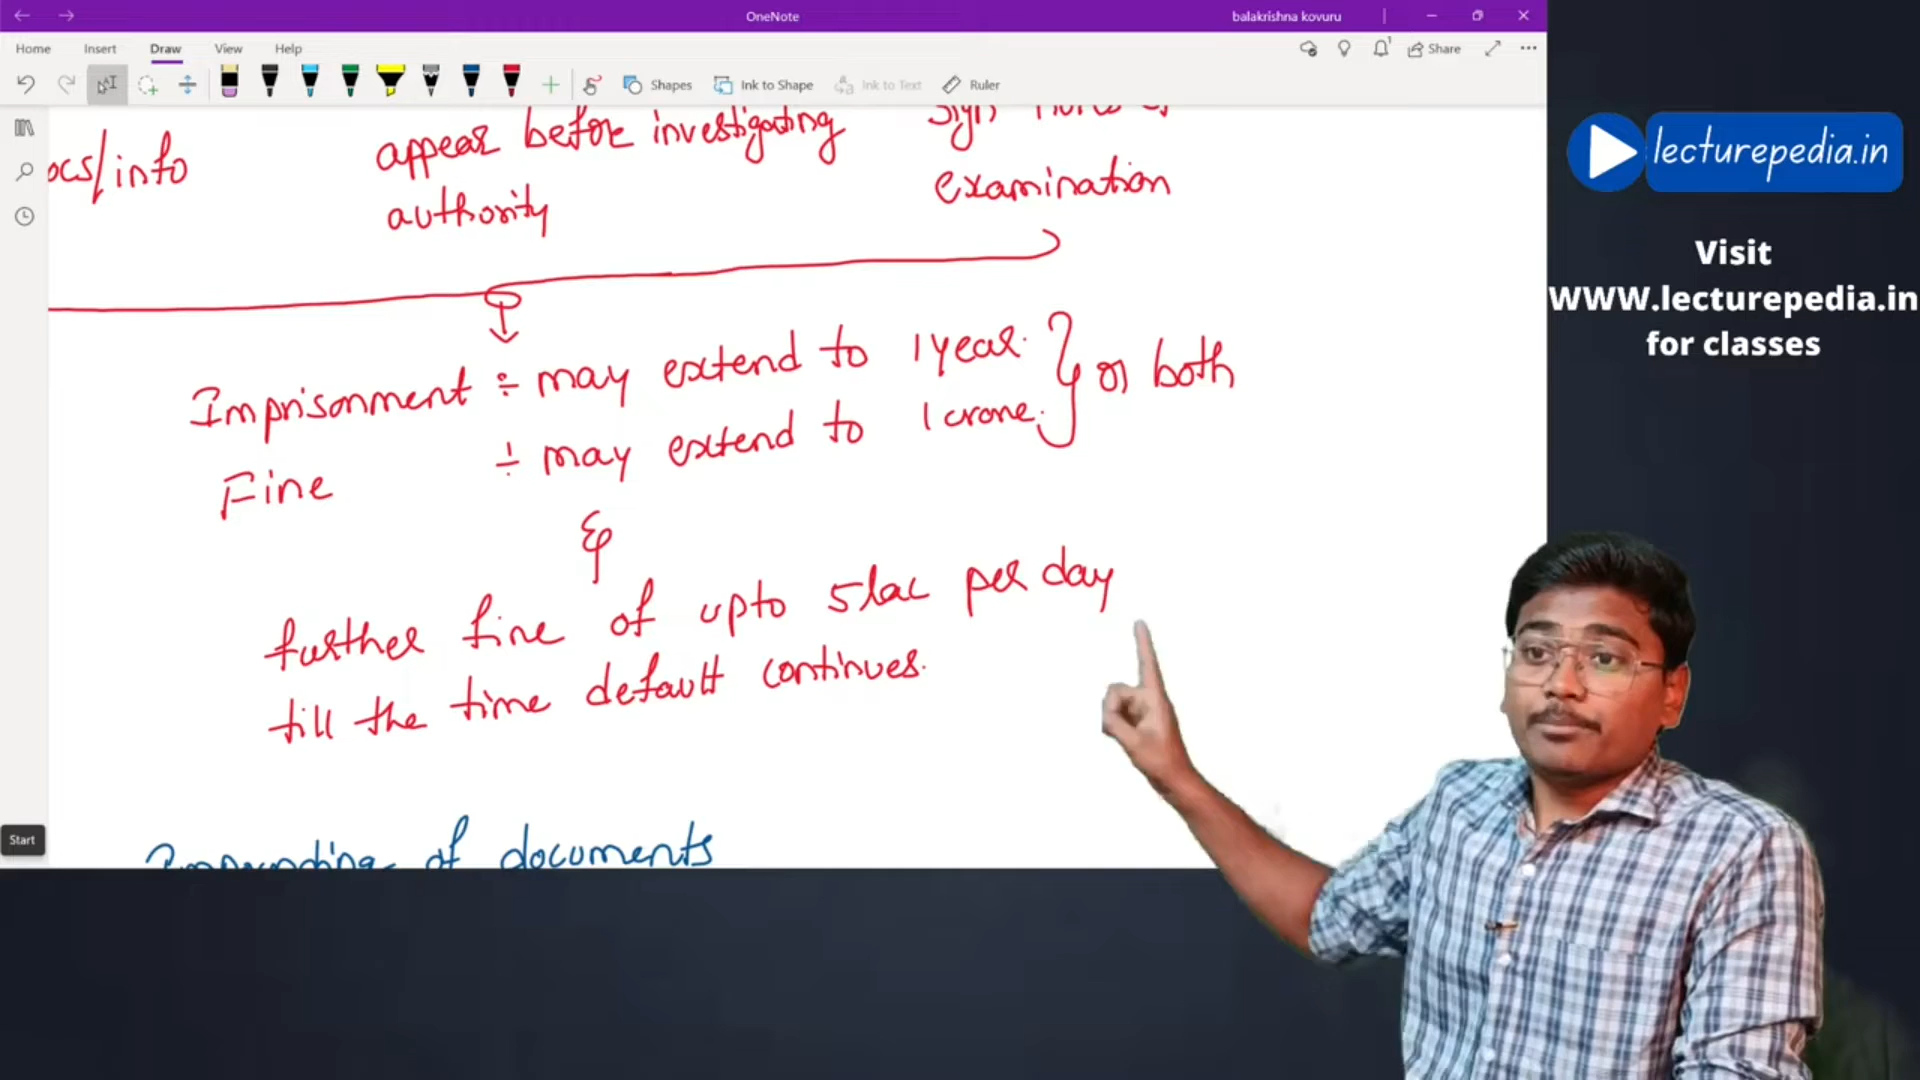 OneNote
balakrishna kovuru
Home Insert Draw View Help
1
Share
Shapes
Ink to Shape
Ink to Text
Ruler
ocs/info
appear before investigating
authority
examination
Imprisonment ÷ may extend to 1 year.
Fine ÷ may extend to 1 crore.
or both
&
further fine of upto 5 lac per day
till the time default continues.
of documents
Start
lecturepedia.in
Visit
WWW.lecturepedia.in
for classes